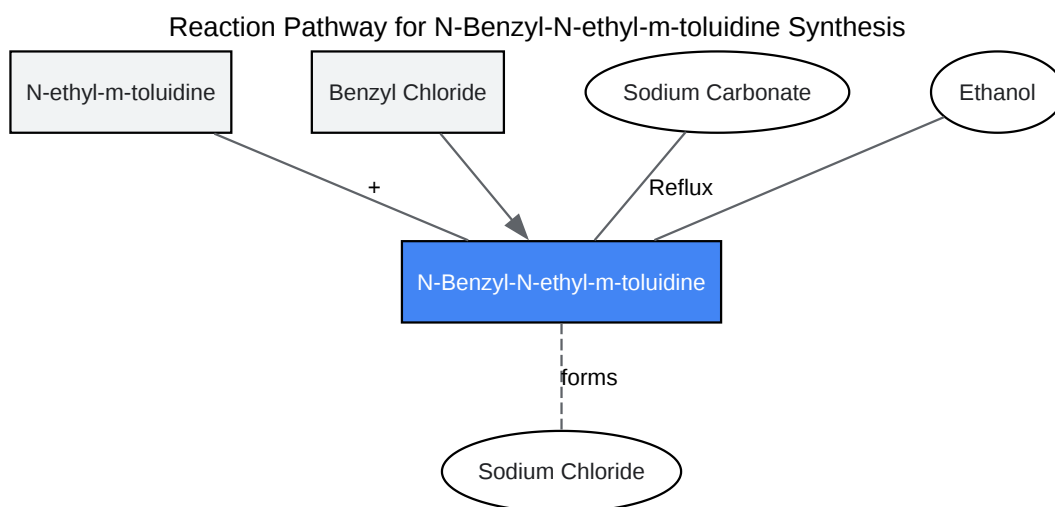 Reaction Pathway for N-Benzyl-N-ethyl-m-toluidine Synthesis
N-ethyl-m-toluidine
Benzyl Chloride
Sodium Carbonate
Ethanol
+
Reflux
N-Benzyl-N-ethyl-m-toluidine
forms
Sodium Chloride